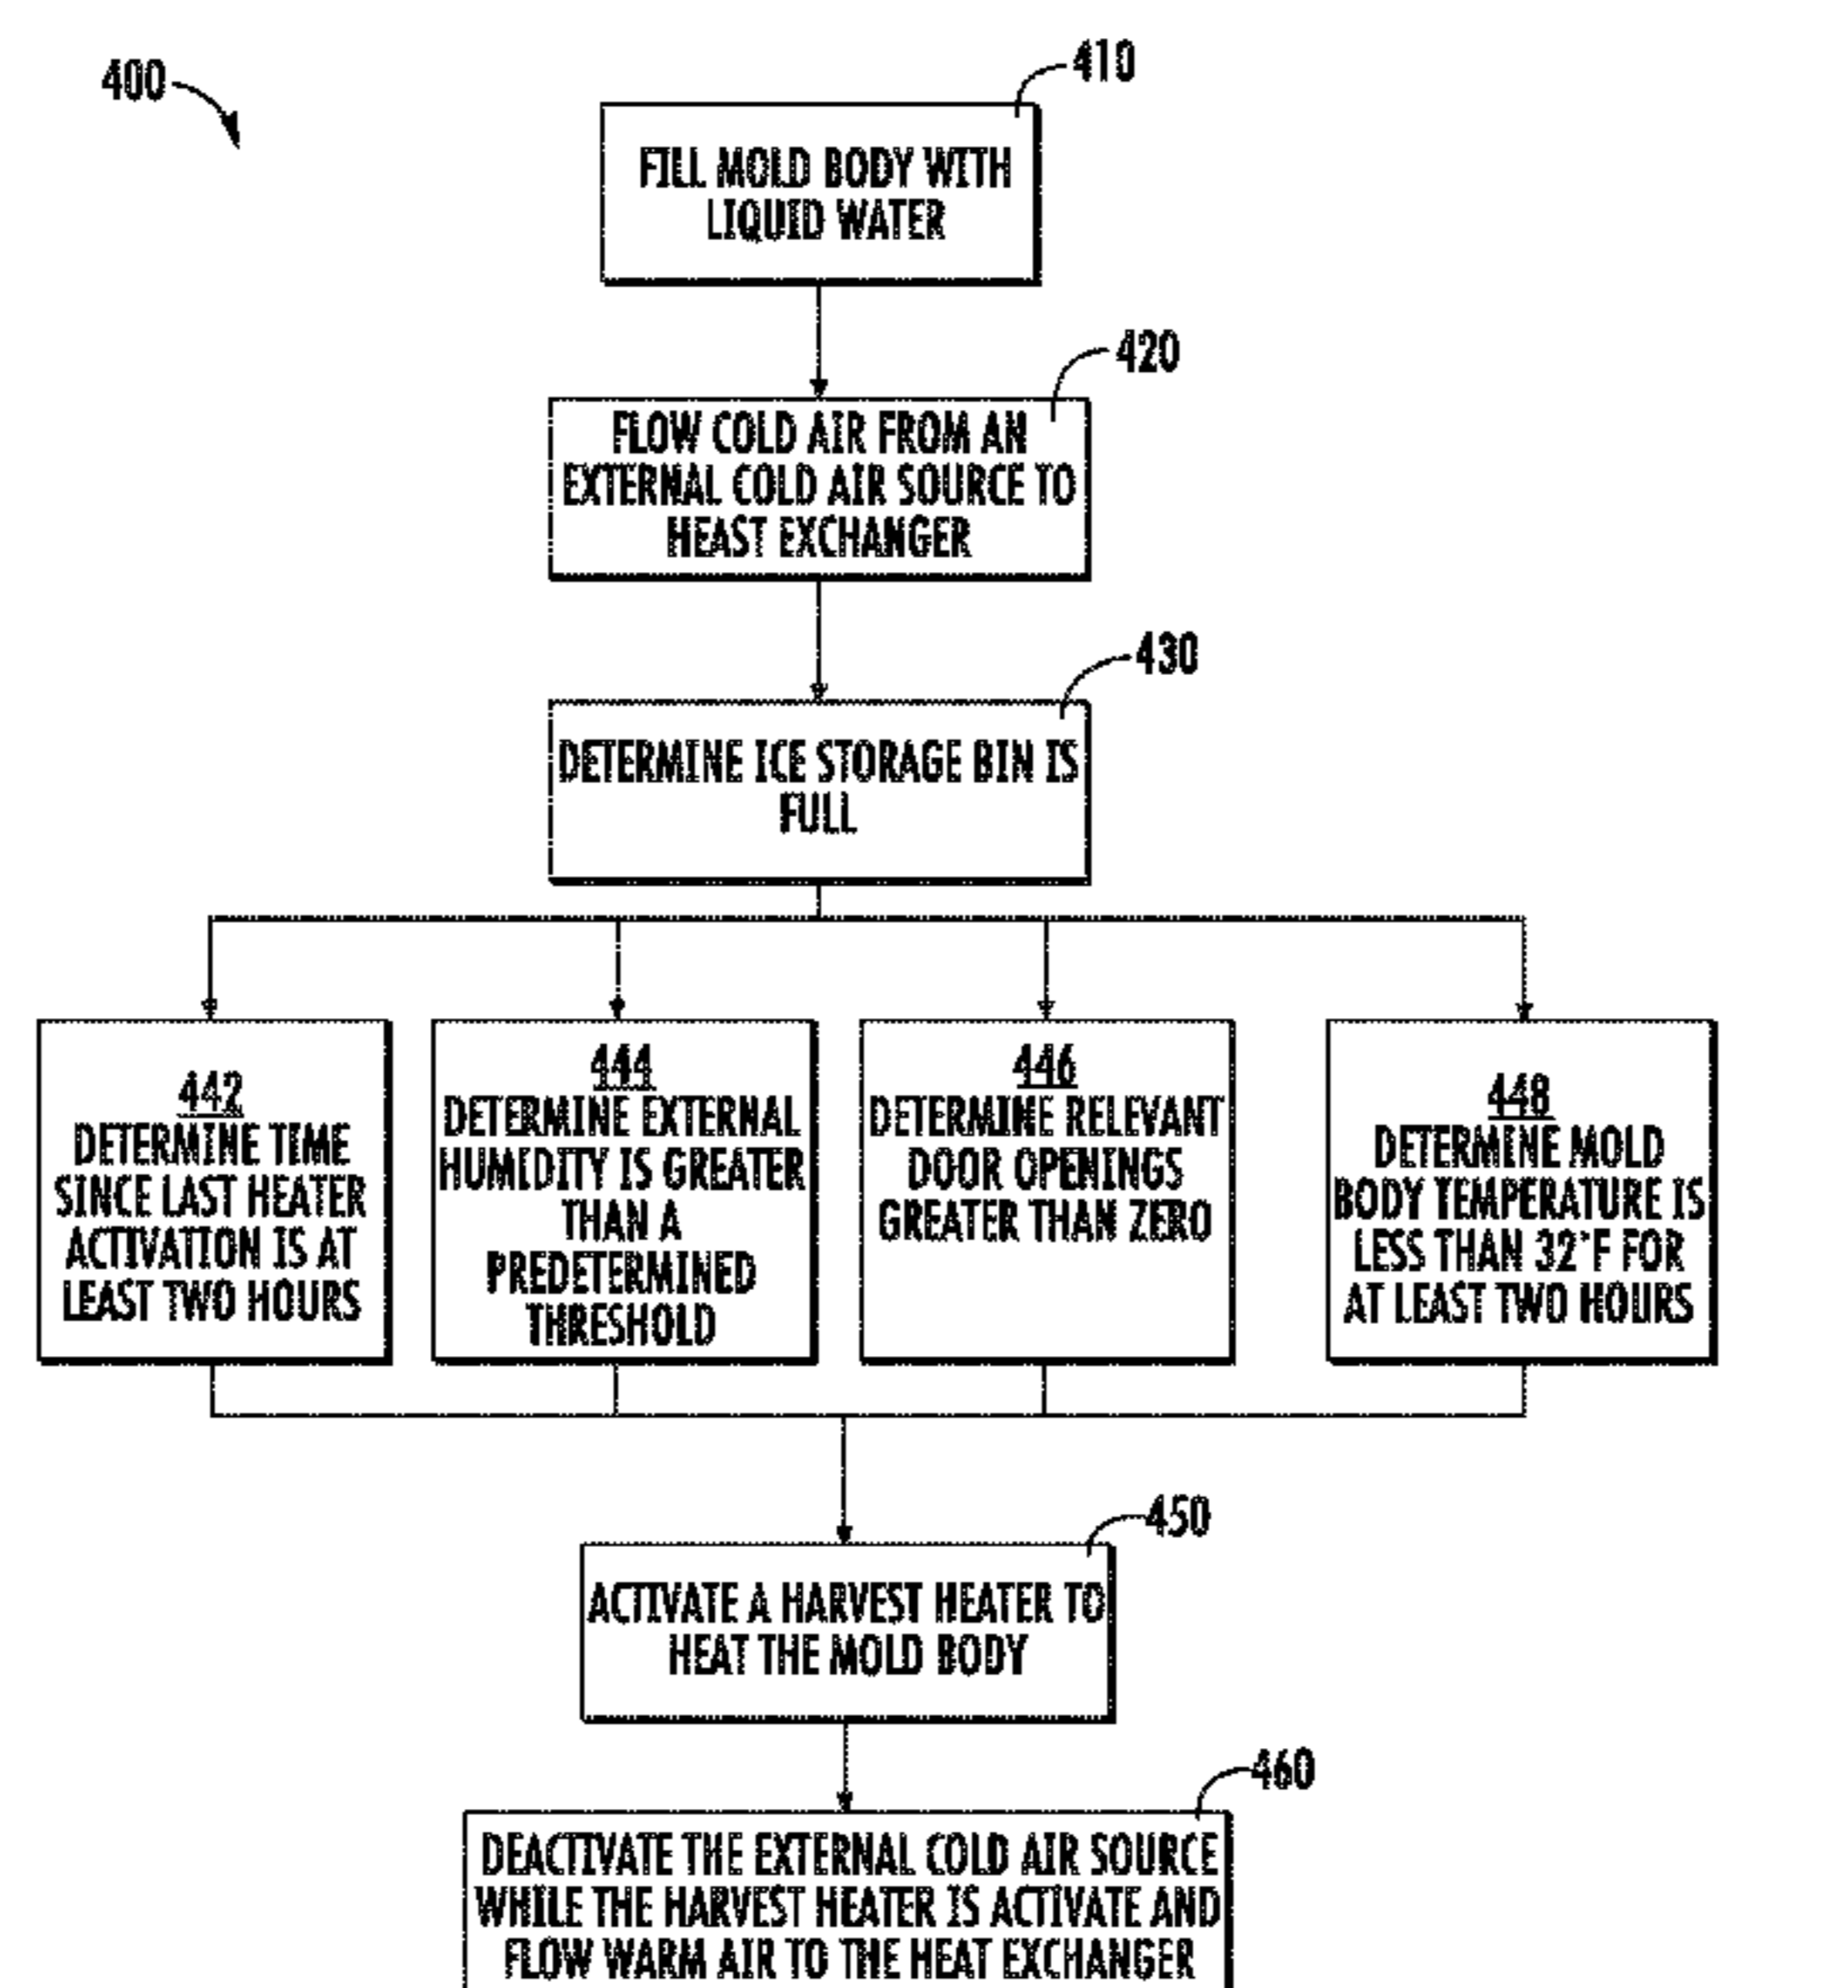 400
410
FILL MOLD BODY WITH
LIQUID WATER
420
FLOW COLD AIR FROM AN
EXTERNAL COLD AIR SOURCE TO
HEAST EXCHANGER
430
DETERMINE ICE STORAGE BIN IS
FULL
442
DETERMINE TIME
SINCE LAST HEATER
ACTIVATION IS AT
LEAST TWO HOURS
444
DETERMINE EXTERNAL
HUMIDITY IS GREATER
THAN A
PREDETERMINED
THRESHOLD
446
DETERMINE RELEVANT
DOOR OPENINGS
GREATER THAN ZERO
448
DETERMINE MOLD
BODY TEMPERATURE IS
LESS THAN 32°F FOR
AT LEAST TWO HOURS
450
ACTIVATE A HARVEST HEATER TO
HEAT THE MOLD BODY
460
DEACTIVATE THE EXTERNAL COLD AIR SOURCE
WHILE THE HARVEST HEATER IS ACTIVATE AND
FLOW WARM AIR TO THE HEAT EXCHANGER